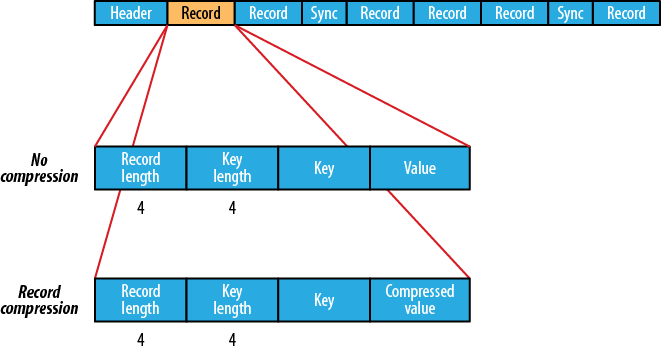 Header Record Record Sync Record Record Record Sync Record
No
compression
Record
length
Key
length
Key
Value
4 4
Record
compression
Record
length
Key
length
Key
Compressed
value
4 4